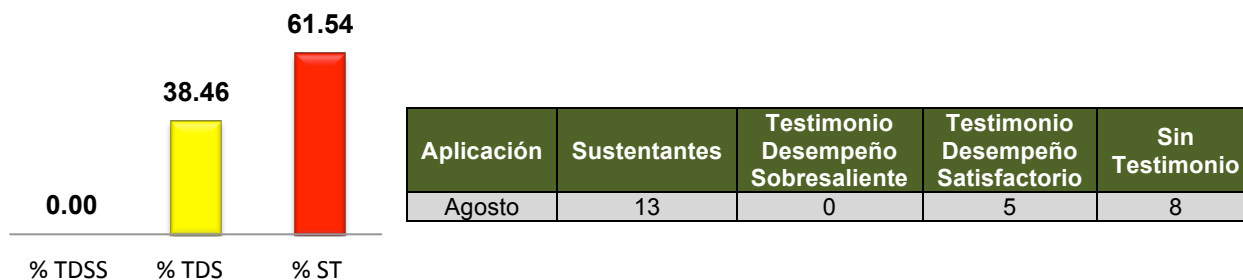 61.54
38.46
0.00
% TDSS % TDS % ST
Aplicación Sustentantes Testimonio Desempeño Sobresaliente Testimonio Desempeño Satisfactorio Sin Testimonio
Agosto 13 0 5 8